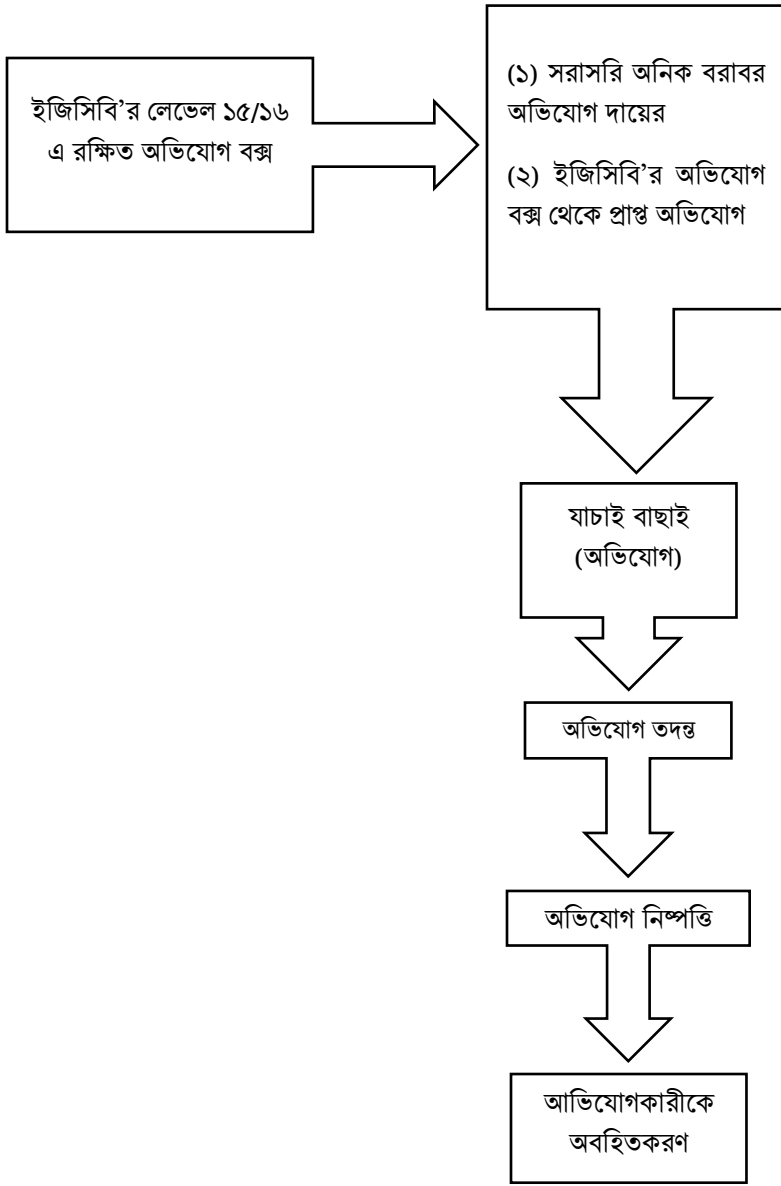 ইজিসিবি’র লেভেল ১৫/১৬
এ রক্ষিত অভিযোগ বক্স
(১) সরাসরি অনিক বরাবর
অভিযোগ দায়ের
(২) ইজিসিবি’র অভিযোগ
বক্স থেকে প্রাপ্ত অভিযোগ
যাচাই বাছাই
(অভিযোগ)
অভিযোগ তদন্ত
অভিযোগ নিষ্পত্তি
আভিযোগকারীকে
অবহিতকরণ